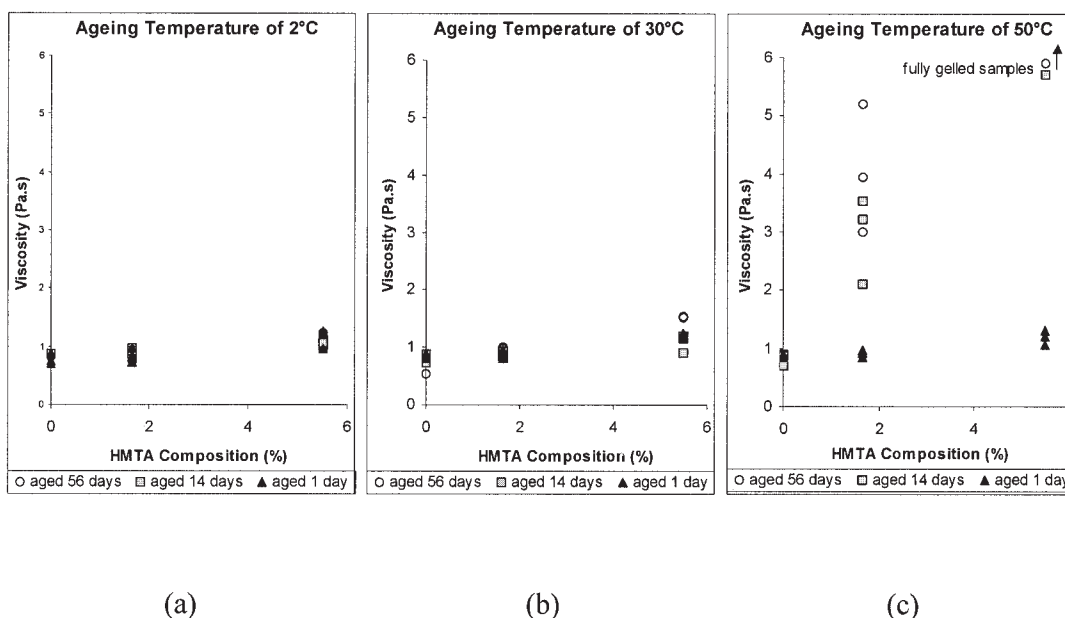 Ageing Temperature of 2°C
6
5
4
3
2
1
0
Viscosity (Pa.s)
0 2 4 6
HMTA Composition (%)
○ aged 56 days □ aged 14 days ▲ aged 1 day
(a)
Ageing Temperature of 30°C
6
5
4
3
2
1
0
Viscosity (Pa.s)
0 2 4 6
HMTA Composition (%)
○ aged 56 days □ aged 14 days ▲ aged 1 day
(b)
Ageing Temperature of 50°C
fully gelled samples
6
5
4
3
2
1
0
Viscosity (Pa.s)
0 2 4
HMTA Composition (%)
○ aged 56 days □ aged 14 days ▲ aged 1 day
(c)